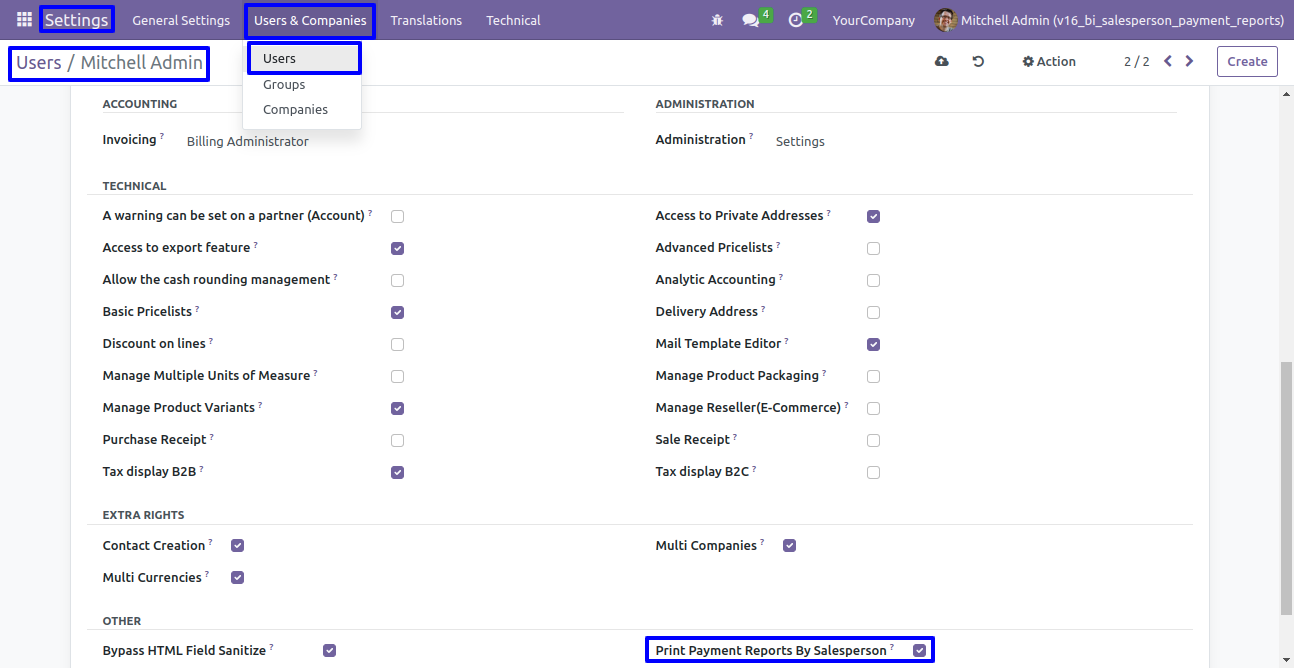 Settings General Settings Users & Companies Translations Technical 4 2 YourCompany Mitchell Admin (v16_bi_salesperson_payment_reports)
Users / Mitchell Admin Users Action 2 / 2 Create
Groups
Companies
ACCOUNTING ADMINISTRATION
Invoicing ? Billing Administrator Administration ? Settings
TECHNICAL
A warning can be set on a partner (Account) ? Access to Private Addresses ?
Access to export feature ? Advanced Pricelists ?
Allow the cash rounding management ? Analytic Accounting ?
Basic Pricelists ? Delivery Address ?
Discount on lines ? Mail Template Editor ?
Manage Multiple Units of Measure ? Manage Product Packaging ?
Manage Product Variants ? Manage Reseller(E-Commerce) ?
Purchase Receipt ? Sale Receipt ?
Tax display B2B ? Tax display B2C ?
EXTRA RIGHTS
Contact Creation ? Multi Companies ?
Multi Currencies ?
OTHER
Bypass HTML Field Sanitize ? Print Payment Reports By Salesperson ?